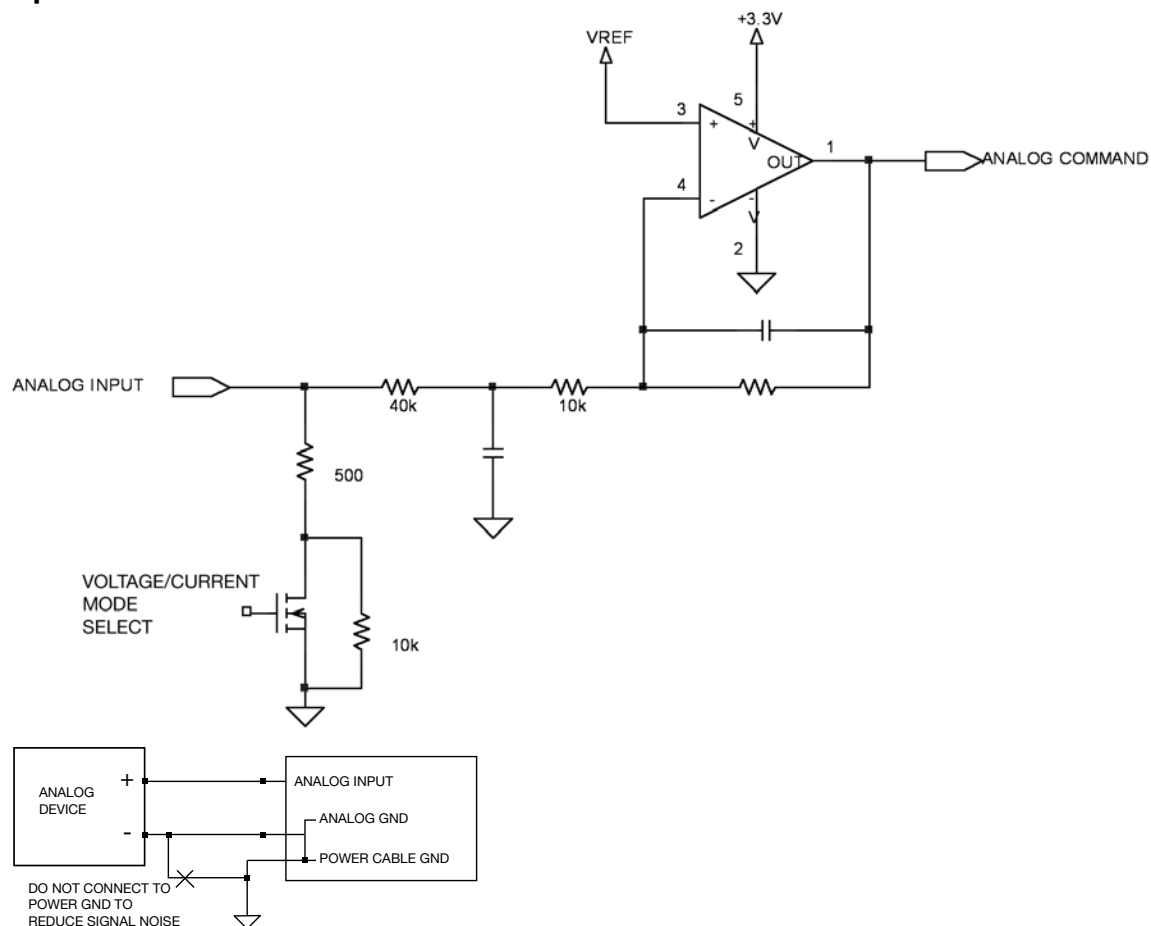 +3.3V
VREF
3
5
+
+
V
OUT
1
ANALOG COMMAND
4
-
-
V
2
ANALOG INPUT
40k
10k
500
VOLTAGE/CURRENT
MODE
SELECT
10k
ANALOG
DEVICE
+
-
ANALOG INPUT
ANALOG GND
POWER CABLE GND
DO NOT CONNECT TO
POWER GND TO
REDUCE SIGNAL NOISE